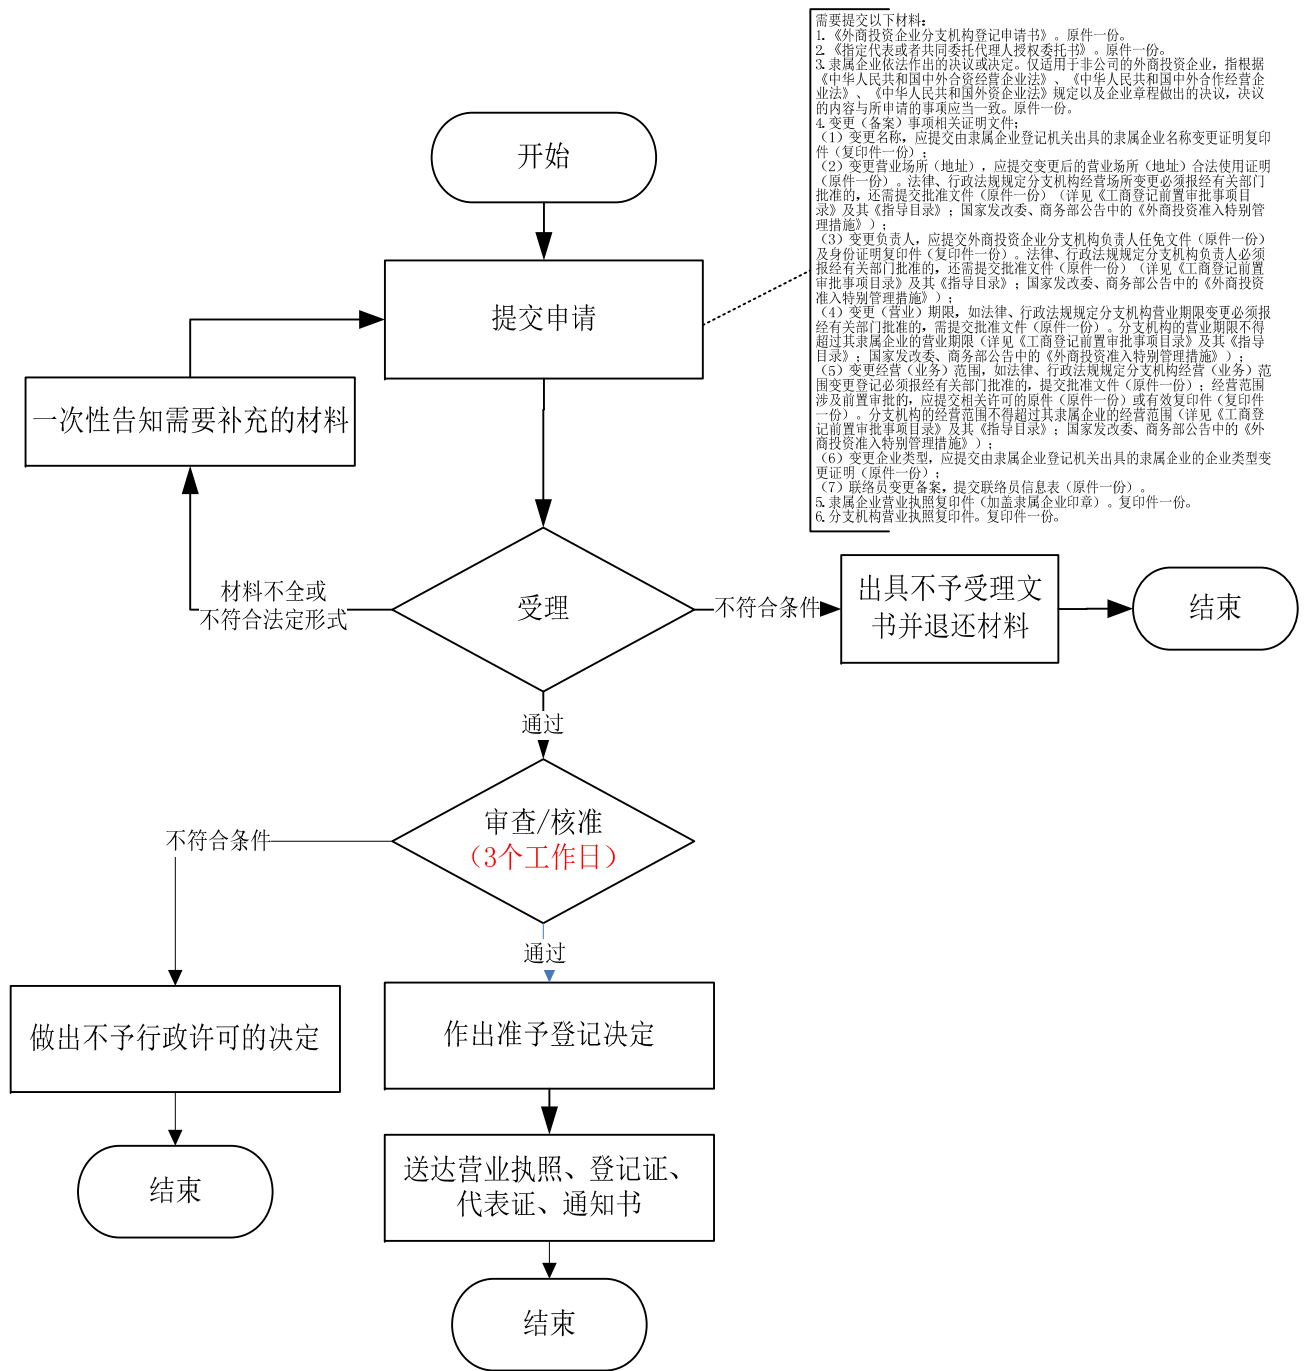 需要提交以下材料：
1.《外商投资企业分支机构登记申请书》。原件一份。
2.《指定代表或者共同委托代理人授权委托书》。原件一份。
3.隶属企业依法作出的决议或决定。仅适用于非公司的外商投资企业，指根据
《中华人民共和国中外合资经营企业法》、《中华人民共和国中外合作经营企
业法》、《中华人民共和国外资企业法》规定以及企业章程做出的决议，决议
的内容与所申请的事项应当一致。原件一份。
4.变更（备案）事项相关证明文件；
（1）变更名称，应提交由隶属企业登记机关出具的隶属企业名称变更证明复印
件（复印件一份）；
（2）变更营业场所（地址），应提交变更后的营业场所（地址）合法使用证明
（原件一份）。法律、行政法规规定分支机构经营场所变更必须报经有关部门
批准的，还需提交批准文件（原件一份）（详见《工商登记前置审批事项目
录》及其《指导目录》；国家发改委、商务部公告中的《外商投资准入特别管
理措施》）；
（3）变更负责人，应提交外商投资企业分支机构负责人任免文件（原件一份）
及身份证明复印件（复印件一份）。法律、行政法规规定分支机构负责人必须
报经有关部门批准的，还需提交批准文件（原件一份）（详见《工商登记前置
审批事项目录》及其《指导目录》；国家发改委、商务部公告中的《外商投资
准入特别管理措施》）；
（4）变更（营业）期限，如法律、行政法规规定分支机构营业期限变更必须报
经有关部门批准的，需提交批准文件（原件一份）。分支机构的营业期限不得
超过其隶属企业的营业期限（详见《工商登记前置审批事项目录》及其《指导
目录》；国家发改委、商务部公告中的《外商投资准入特别管理措施》）；
（5）变更经营（业务）范围，如法律、行政法规规定分支机构经营（业务）范
围变更登记必须报经有关部门批准的，提交批准文件（原件一份）；经营范围
涉及前置审批的，应提交相关许可的原件（原件一份）或有效复印件（复印件
一份）。分支机构的经营范围不得超过其隶属企业的经营范围（详见《工商登
记前置审批事项目录》及其《指导目录》；国家发改委、商务部公告中的《外
商投资准入特别管理措施》）；
（6）变更企业类型，应提交由隶属企业登记机关出具的隶属企业的企业类型变
更证明（原件一份）；
（7）联络员变更备案，提交联络员信息表（原件一份）。
5.隶属企业营业执照复印件（加盖隶属企业印章）。复印件一份。
6.分支机构营业执照复印件。复印件一份。
开始
提交申请
一次性告知需要补充的材料
材料不全或
不符合法定形式
受理
不符合条件
出具不予受理文
书并退还材料
结束
通过
审查/核准
（3个工作日）
不符合条件
通过
做出不予行政许可的决定
作出准予登记决定
结束
送达营业执照、登记证、
代表证、通知书
结束